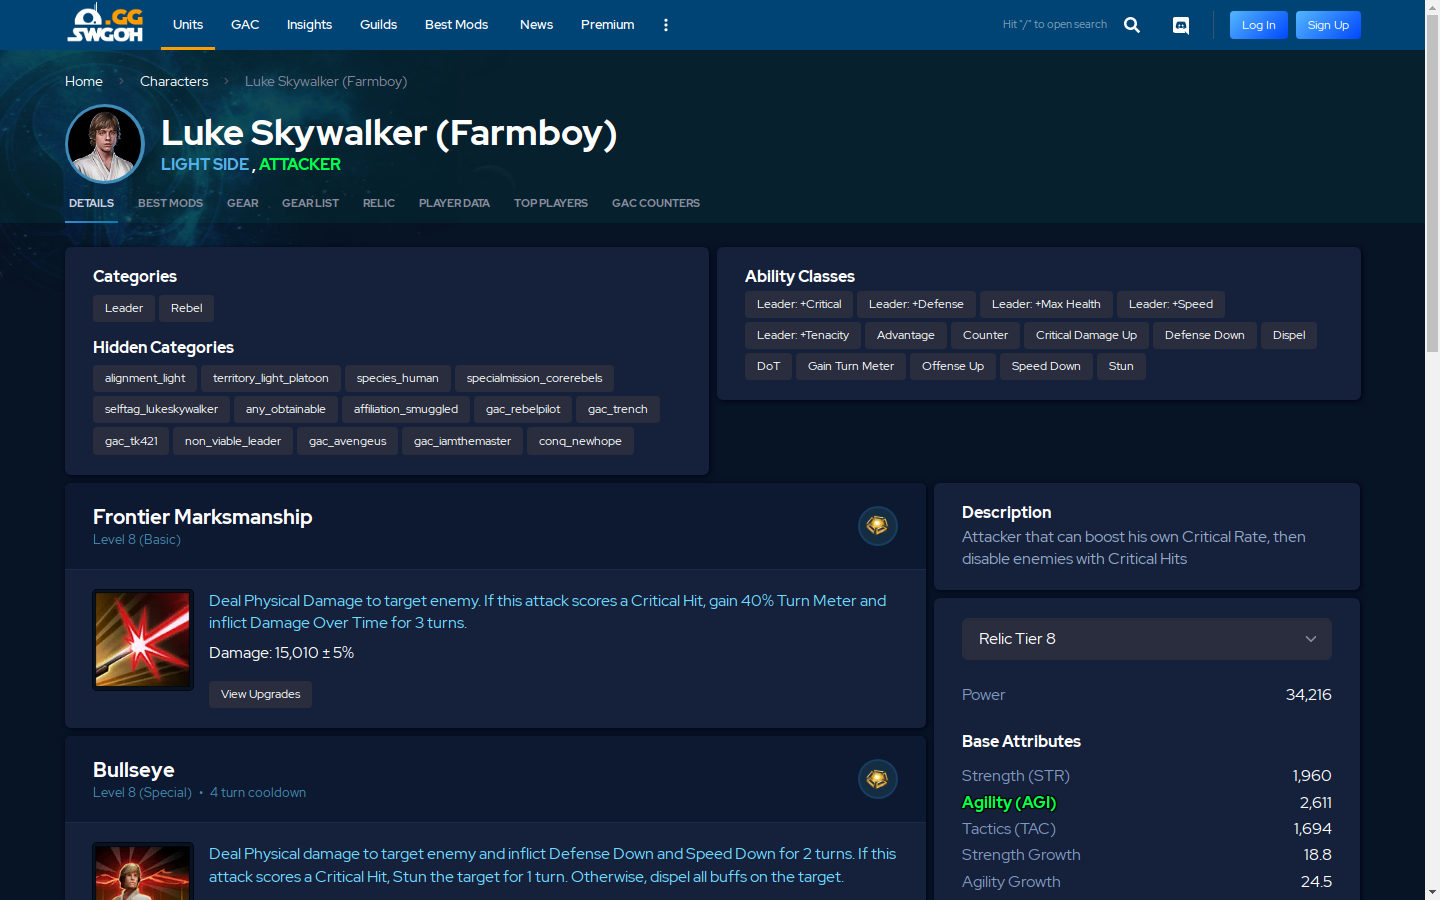 .GG
SWGOH
Units
GAC
Insights
Guilds
Best Mods
News
Premium
Hit "/" to open search
Log In
Sign Up
Home
Characters
Luke Skywalker (Farmboy)
Luke Skywalker (Farmboy)
LIGHT SIDE , ATTACKER
DETAILS
BEST MODS
GEAR
GEAR LIST
RELIC
PLAYER DATA
TOP PLAYERS
GAC COUNTERS
Categories
Leader
Rebel
Hidden Categories
alignment_light
territory_light_platoon
species_human
specialmission_corerebels
selftag_lukeskywalker
any_obtainable
affiliation_smuggled
gac_rebelpilot
gac_trench
gac_tk421
non_viable_leader
gac_avengeus
gac_iamthemaster
conq_newhope
Ability Classes
Leader: +Critical
Leader: +Defense
Leader: +Max Health
Leader: +Speed
Leader: +Tenacity
Advantage
Counter
Critical Damage Up
Defense Down
Dispel
DoT
Gain Turn Meter
Offense Up
Speed Down
Stun
Frontier Marksmanship
Level 8 (Basic)
Deal Physical Damage to target enemy. If this attack scores a Critical Hit, gain 40% Turn Meter and
inflict Damage Over Time for 3 turns.
Damage: 15,010 ± 5%
View Upgrades
Bullseye
Level 8 (Special) • 4 turn cooldown
Deal Physical damage to target enemy and inflict Defense Down and Speed Down for 2 turns. If this
attack scores a Critical Hit, Stun the target for 1 turn. Otherwise, dispel all buffs on the target.
Description
Attacker that can boost his own Critical Rate, then
disable enemies with Critical Hits
Relic Tier 8
Power 34,216
Base Attributes
Strength (STR) 1,960
Agility (AGI) 2,611
Tactics (TAC) 1,694
Strength Growth 18.8
Agility Growth 24.5